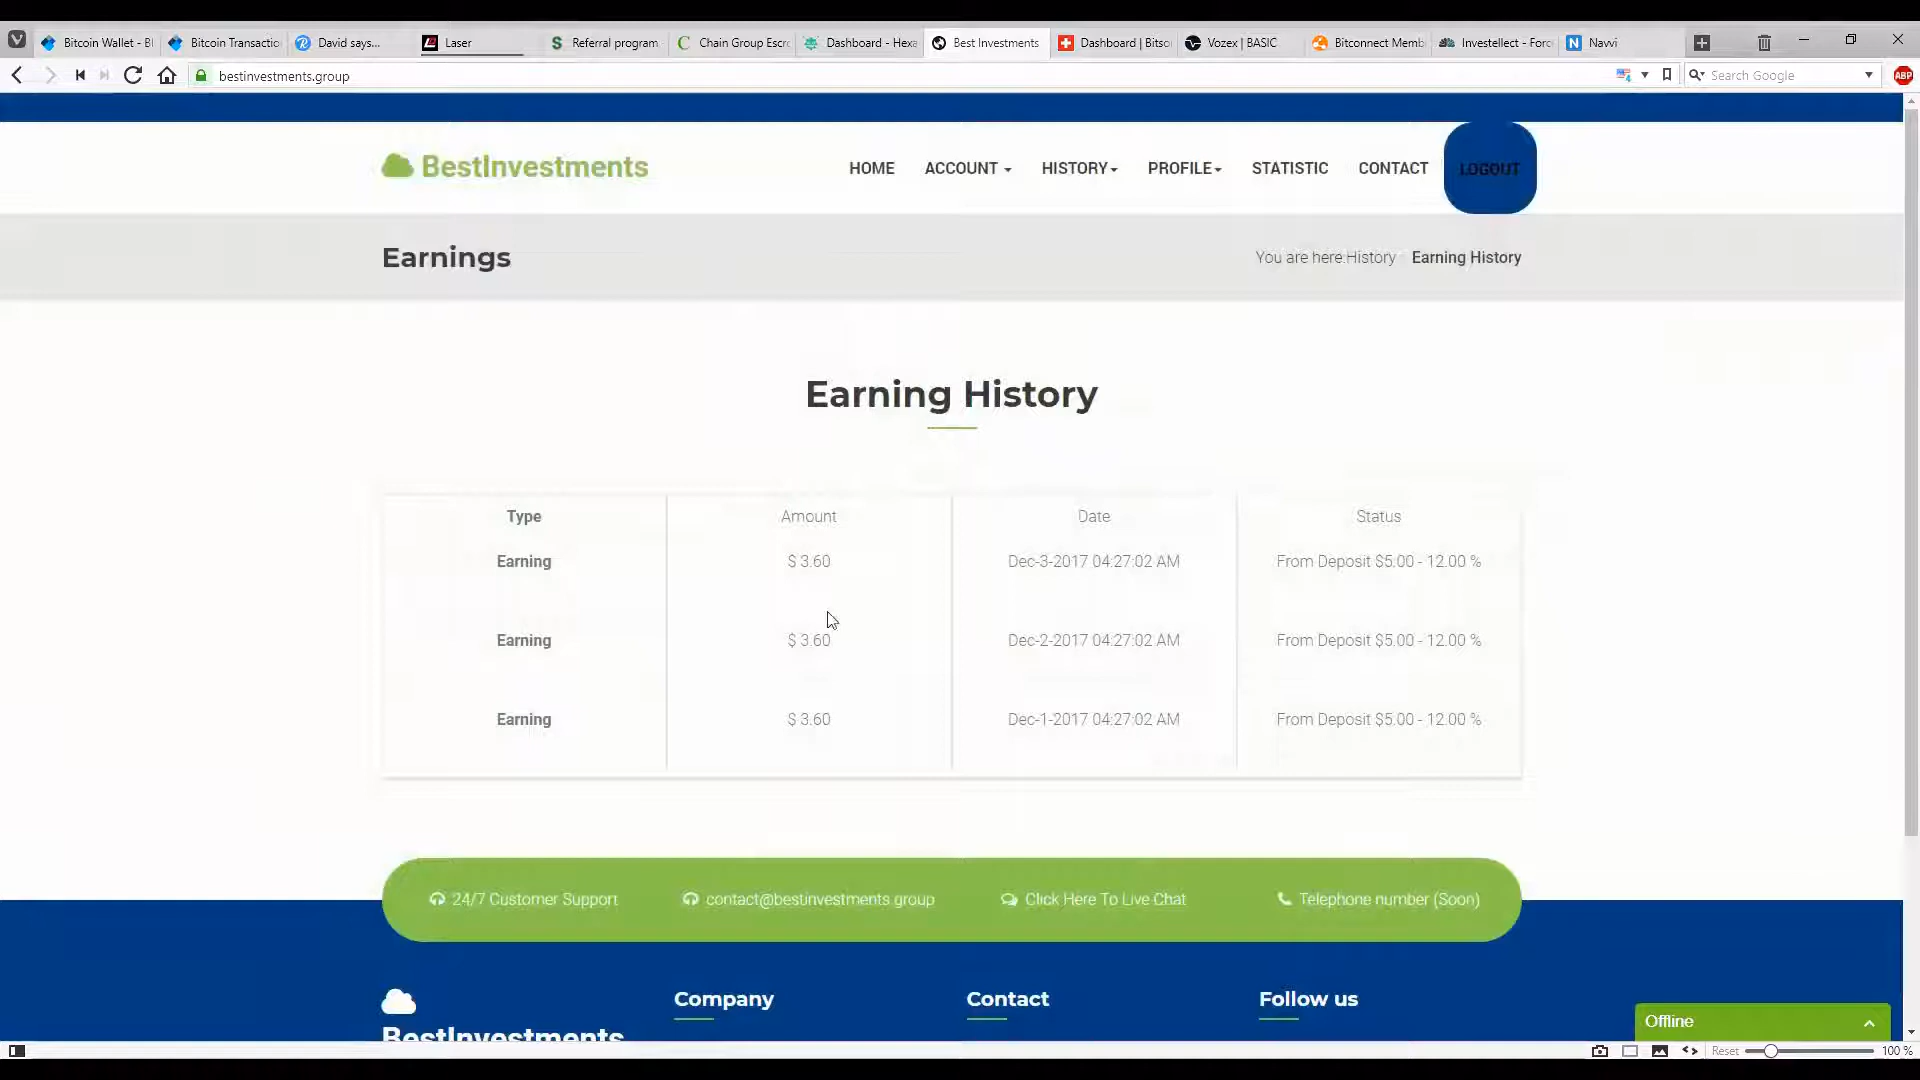 Bitcoin Wallet - Bl
Bitcoin Transactio
David says...
Laser
Referral program
Chain Group Escro
Dashboard - Hexa
Best Investments
Dashboard | Bitso
Vozex | BASIC
Bitconnect Memb
Investellect - Forc
Navvi
bestinvestments.group
Search Google
ABP
BestInvestments
HOME
ACCOUNT
HISTORY
PROFILE
STATISTIC
CONTACT
LOGOUT
Earnings
You are here:History
Earning History
Earning History
Type Amount Date Status
Earning $ 3.60 Dec-3-2017 04:27:02 AM From Deposit $5.00 - 12.00 %
Earning $ 3.60 Dec-2-2017 04:27:02 AM From Deposit $5.00 - 12.00 %
Earning $ 3.60 Dec-1-2017 04:27:02 AM From Deposit $5.00 - 12.00 %
24/7 Customer Support
contact@bestinvestments.group
Click Here To Live Chat
Telephone number (Soon)
BestInvestments
Company
Contact
Follow us
Offline
Reset
100 %